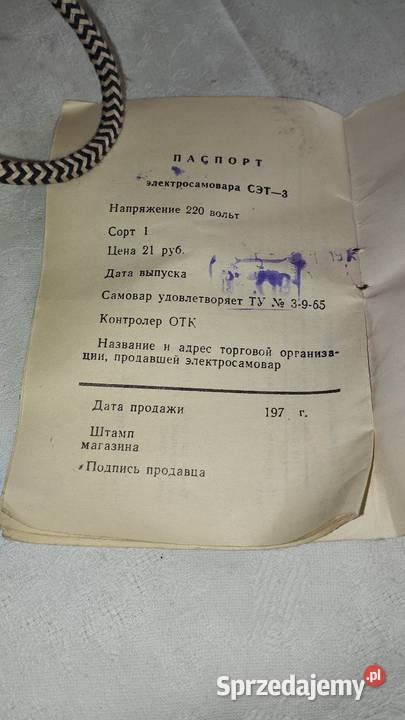 ПАСПОРТ
электросамовара СЭТ—3
Напряжение 220 вольт
Сорт 1
Цена 21 руб.
Дата выпуска
Самовар удовлетворяет ТУ № 3-9-65
Контролер ОТК
Название и адрес торговой организа-
ции, продавшей электросамовар
Дата продажи 197 г.
Штамп
магазина
Подпись продавца
Sprzedajemy.pl